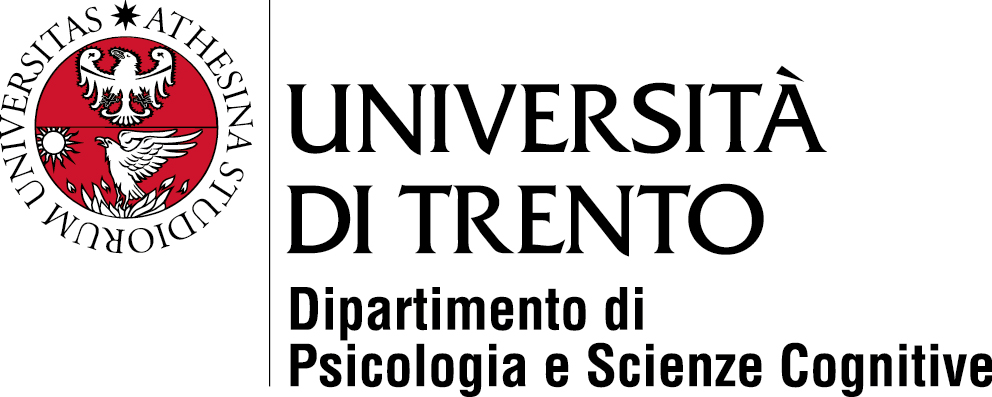 ATHESINA STUDIORUM UNIVERSITAS
UNIVERSITÀ
DI TRENTO
Dipartimento di
Psicologia e Scienze Cognitive